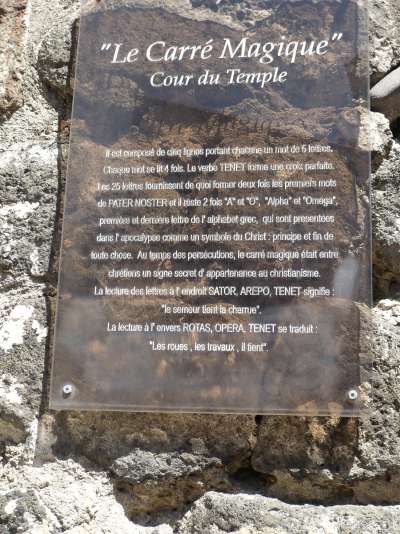 "Le Carré Magique"
Cour du Temple
Il est composé de cinq lignes portant chacune un mot de 5 lettres.
Chaque mot se lit 4 fois. Le verbe TENET forme une croix parfaite.
Les 25 lettres fournissent de quoi former deux fois les premiers mots
de PATER NOSTER et il reste 2 fois "A" et "O", "Alpha" et "Omega",
première et dernière lettre de l'alphabet grec, qui sont présentées
dans l'apocalypse comme un symbole du Christ : principe et fin de
toute chose. Au temps des persécutions, le carré magique était entre
chrétiens un signe secret d'appartenance au christianisme.
La lecture des lettres à l'endroit SATOR, AREPO, TENET signifie :
"le semeur tient la charrue".
La lecture à l'envers ROTAS, OPERA, TENET se traduit :
"Les roues , les travaux , il tient".